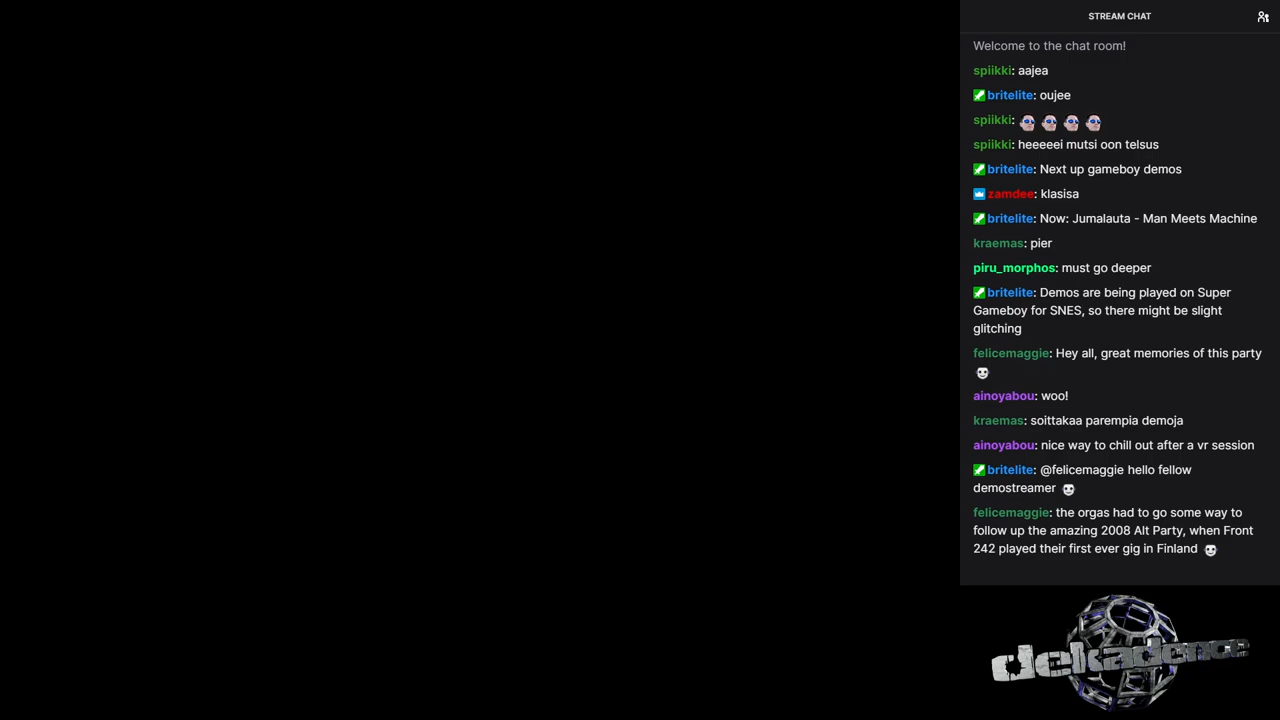 STREAM CHAT
Welcome to the chat room!
spiikki: aajea
britelite: oujee
spiikki:
spiikki: heeeeei mutsi oon telsus
britelite: Next up gameboy demos
zamdee: klasisa
britelite: Now: Jumalauta - Man Meets Machine
kraemas: pier
piru_morphos: must go deeper
britelite: Demos are being played on Super
Gameboy for SNES, so there might be slight
glitching
felicemaggie: Hey all, great memories of this party
ainoyabou: woo!
kraemas: soittakaa parempia demoja
ainoyabou: nice way to chill out after a vr session
britelite: @felicemaggie hello fellow
demostreamer
felicemaggie: the orgas had to go some way to
follow up the amazing 2008 Alt Party, when Front
242 played their first ever gig in Finland
dekadence